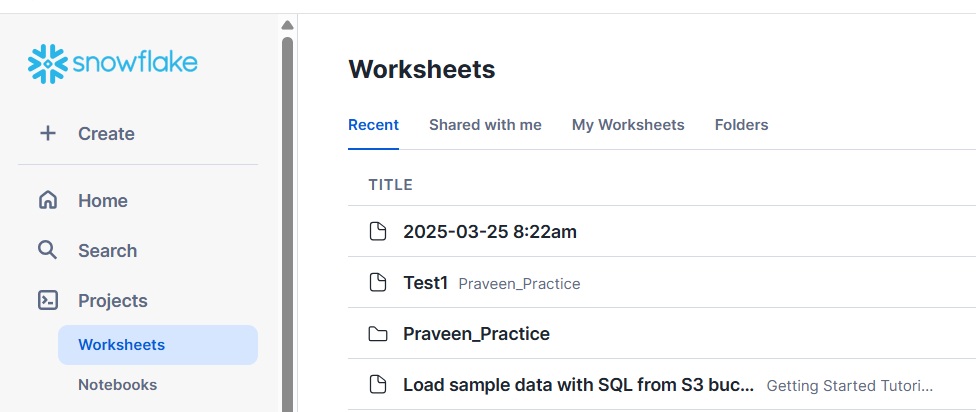 snowflake
Create
Home
Search
Projects
Worksheets
Notebooks
Worksheets
Recent Shared with me My Worksheets Folders
TITLE
2025-03-25 8:22am
Test1 Praveen_Practice
Praveen_Practice
Load sample data with SQL from S3 buc... Getting Started Tutori...